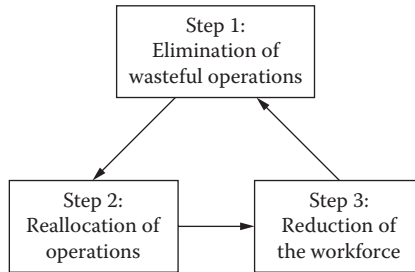 Step 1:
Elimination of
wasteful operations
Step 2:
Reallocation of
operations
Step 3:
Reduction of
the workforce